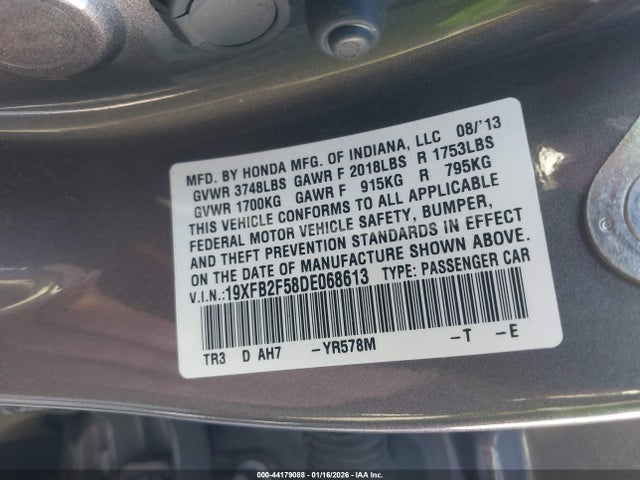 MFD. BY HONDA MFG. OF INDIANA, LLC 08/'13
GVWR 3748LBS GAWR F 2018LBS R 1753LBS
GVWR 1700KG GAWR F 915KG R 795KG
THIS VEHICLE CONFORMS TO ALL APPLICABLE
FEDERAL MOTOR VEHICLE SAFETY, BUMPER,
AND THEFT PREVENTION STANDARDS IN EFFECT
ON THE DATE OF MANUFACTURE SHOWN ABOVE.
V.I.N.:19XFB2F58DE068613 TYPE: PASSENGER CAR
TR3 D AH7 -YR578M -T -E
000-44179088 - 01/16/2026 - IAA Inc.